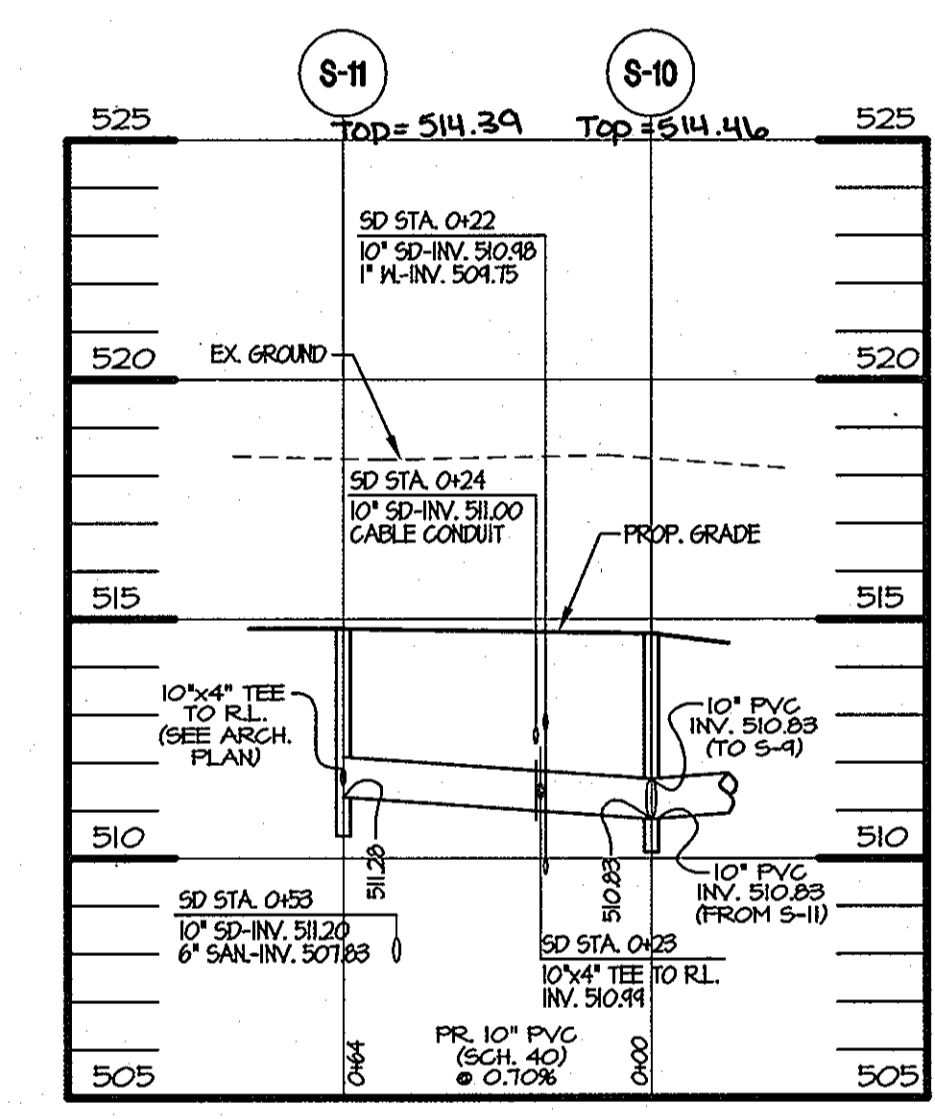 S-11
S-10
Top = 514.39
Top = 514.46
525
525
SD STA. 0+22
10" SD-INV. 510.98
1" W.-INV. 509.75
EX. GROUND
520
520
SD STA. 0+24
10" SD-INV. 511.00
CABLE CONDUIT
PROP. GRADE
515
515
10"x4" TEE
TO R.L.
(SEE ARCH.
PLAN)
10" PVC
INV. 510.83
(TO S-9)
510
510
511.28
510.83
10" PVC
INV. 510.83
(FROM S-11)
SD STA. 0+53
10" SD-INV. 511.20
6" SAN.-INV. 507.83
SD STA. 0+23
10"x4" TEE TO R.L.
INV. 510.99
PR. 10" PVC
(SCH. 40)
@ 0.70%
0+64
0+00
505
505